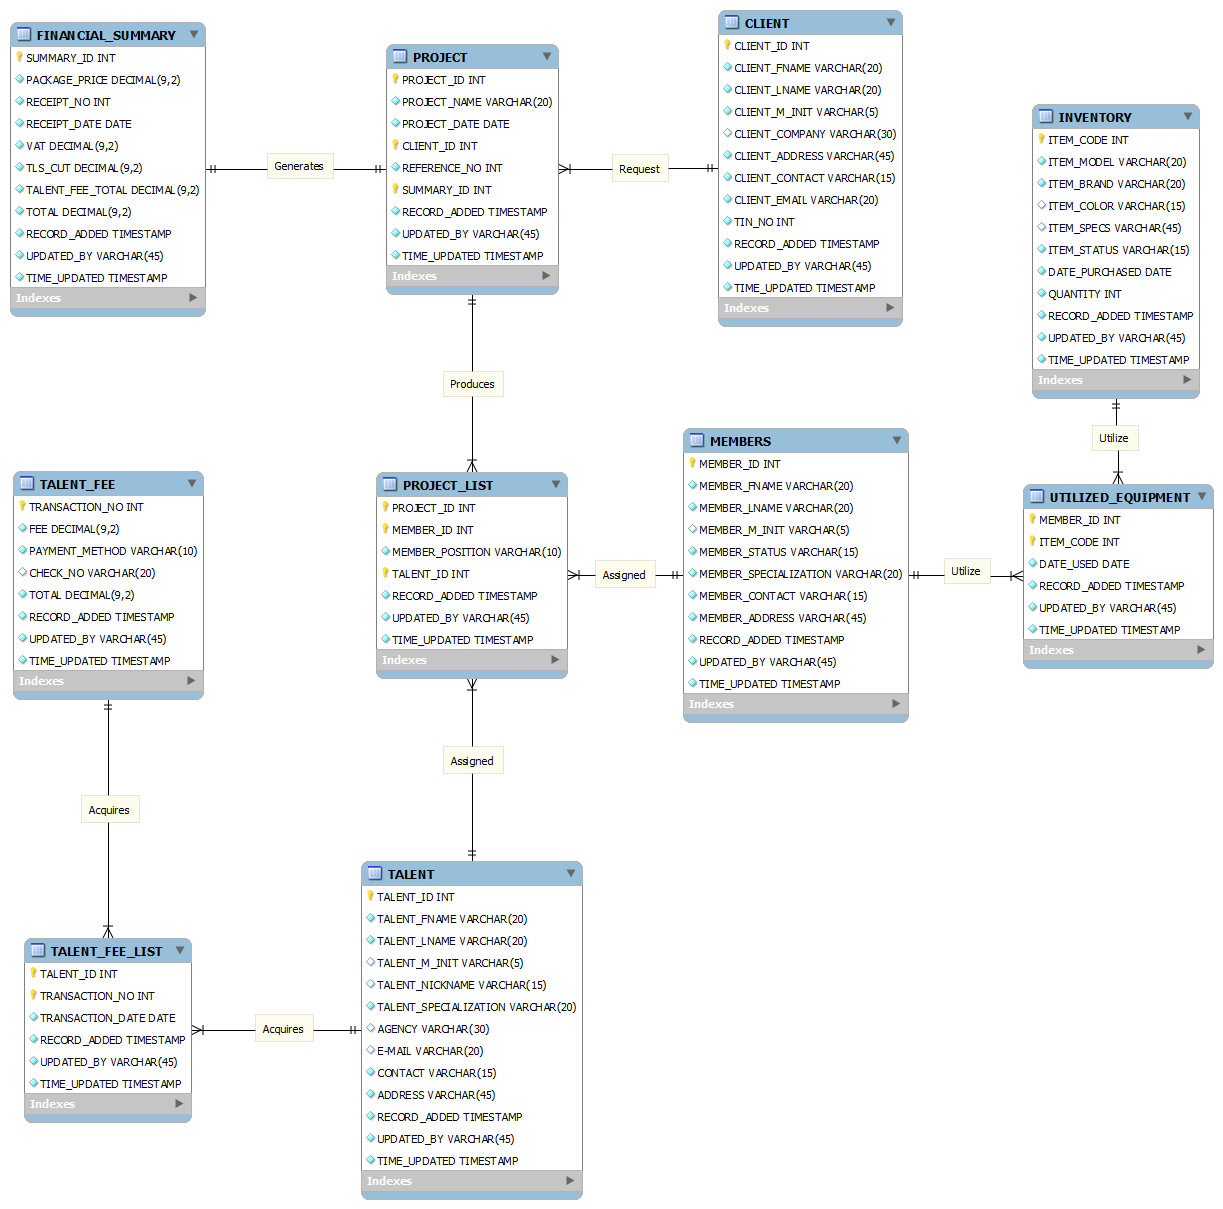 FINANCIAL_SUMMARY
SUMMARY_ID INT
PACKAGE_PRICE DECIMAL(9,2)
RECEIPT_NO INT
RECEIPT_DATE DATE
VAT DECIMAL(9,2)
TLS_CUT DECIMAL(9,2)
TALENT_FEE_TOTAL DECIMAL(9,2)
TOTAL DECIMAL(9,2)
RECORD_ADDED TIMESTAMP
UPDATED_BY VARCHAR(45)
TIME_UPDATED TIMESTAMP
Indexes
Generates
PROJECT
PROJECT_ID INT
PROJECT_NAME VARCHAR(20)
PROJECT_DATE DATE
CLIENT_ID INT
REFERENCE_NO INT
SUMMARY_ID INT
RECORD_ADDED TIMESTAMP
UPDATED_BY VARCHAR(45)
TIME_UPDATED TIMESTAMP
Indexes
Request
CLIENT
CLIENT_ID INT
CLIENT_FNAME VARCHAR(20)
CLIENT_LNAME VARCHAR(20)
CLIENT_M_INIT VARCHAR(5)
CLIENT_COMPANY VARCHAR(30)
CLIENT_ADDRESS VARCHAR(45)
CLIENT_CONTACT VARCHAR(15)
CLIENT_EMAIL VARCHAR(20)
TIN_NO INT
RECORD_ADDED TIMESTAMP
UPDATED_BY VARCHAR(45)
TIME_UPDATED TIMESTAMP
Indexes
INVENTORY
ITEM_CODE INT
ITEM_MODEL VARCHAR(20)
ITEM_BRAND VARCHAR(20)
ITEM_COLOR VARCHAR(15)
ITEM_SPECS VARCHAR(45)
ITEM_STATUS VARCHAR(15)
DATE_PURCHASED DATE
QUANTITY INT
RECORD_ADDED TIMESTAMP
UPDATED_BY VARCHAR(45)
TIME_UPDATED TIMESTAMP
Indexes
Produces
Utilize
TALENT_FEE
TRANSACTION_NO INT
FEE DECIMAL(9,2)
PAYMENT_METHOD VARCHAR(10)
CHECK_NO VARCHAR(20)
TOTAL DECIMAL(9,2)
RECORD_ADDED TIMESTAMP
UPDATED_BY VARCHAR(45)
TIME_UPDATED TIMESTAMP
Indexes
PROJECT_LIST
PROJECT_ID INT
MEMBER_ID INT
MEMBER_POSITION VARCHAR(10)
TALENT_ID INT
RECORD_ADDED TIMESTAMP
UPDATED_BY VARCHAR(45)
TIME_UPDATED TIMESTAMP
Indexes
Assigned
MEMBERS
MEMBER_ID INT
MEMBER_FNAME VARCHAR(20)
MEMBER_LNAME VARCHAR(20)
MEMBER_M_INIT VARCHAR(5)
MEMBER_STATUS VARCHAR(15)
MEMBER_SPECIALIZATION VARCHAR(20)
MEMBER_CONTACT VARCHAR(15)
MEMBER_ADDRESS VARCHAR(45)
RECORD_ADDED TIMESTAMP
UPDATED_BY VARCHAR(45)
TIME_UPDATED TIMESTAMP
Indexes
Utilize
UTILIZED_EQUIPMENT
MEMBER_ID INT
ITEM_CODE INT
DATE_USED DATE
RECORD_ADDED TIMESTAMP
UPDATED_BY VARCHAR(45)
TIME_UPDATED TIMESTAMP
Indexes
Assigned
Acquires
TALENT_FEE_LIST
TALENT_ID INT
TRANSACTION_NO INT
TRANSACTION_DATE DATE
RECORD_ADDED TIMESTAMP
UPDATED_BY VARCHAR(45)
TIME_UPDATED TIMESTAMP
Indexes
Acquires
TALENT
TALENT_ID INT
TALENT_FNAME VARCHAR(20)
TALENT_LNAME VARCHAR(20)
TALENT_M_INIT VARCHAR(5)
TALENT_NICKNAME VARCHAR(15)
TALENT_SPECIALIZATION VARCHAR(20)
AGENCY VARCHAR(30)
E-MAIL VARCHAR(20)
CONTACT VARCHAR(15)
ADDRESS VARCHAR(45)
RECORD_ADDED TIMESTAMP
UPDATED_BY VARCHAR(45)
TIME_UPDATED TIMESTAMP
Indexes